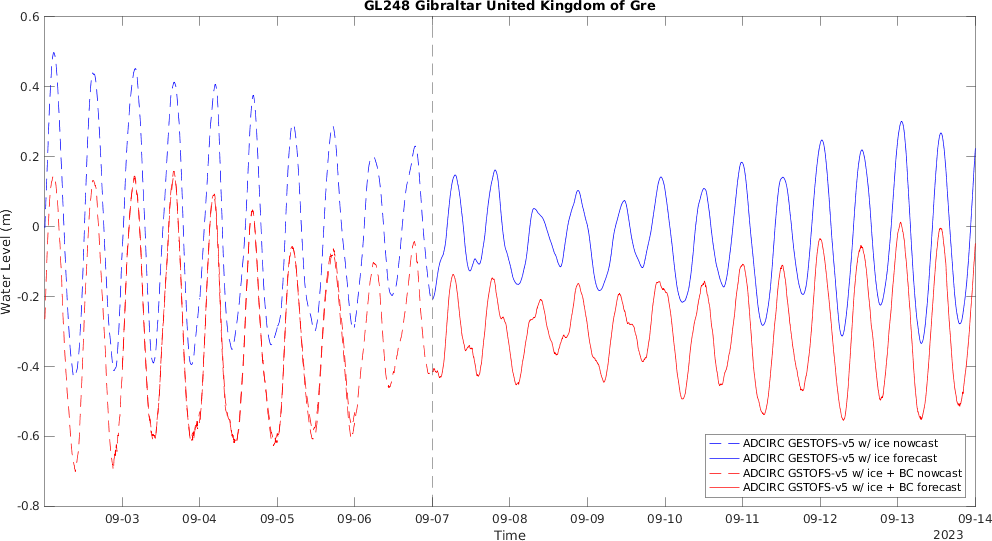 GL248 Gibraltar United Kingdom of Gre
0.6
0.4
0.2
0
-0.2
-0.4
-0.6
-0.8
Water Level (m)
09-03 09-04 09-05 09-06 09-07 09-08 09-09 09-10 09-11 09-12 09-13 09-14
Time
2023
ADCIRC GESTOFS-v5 w/ ice nowcast
ADCIRC GESTOFS-v5 w/ ice forecast
ADCIRC GSTOFS-v5 w/ ice + BC nowcast
ADCIRC GSTOFS-v5 w/ ice + BC forecast